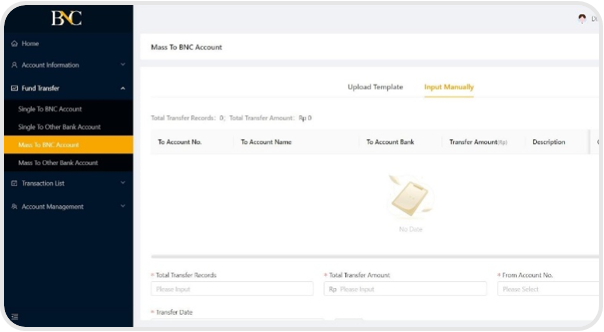 BNC
Home
Account Information
Fund Transfer
Single To BNC Account
Single To Other Bank Account
Mass To BNC Account
Mass To Other Bank Account
Transaction List
Account Management
Mass To BNC Account
Upload Template Input Manually
Total Transfer Records: 0; Total Transfer Amount: Rp 0
To Account No. To Account Name To Account Bank Transfer Amount(Rp) Description
No Data
* Total Transfer Records * Total Transfer Amount * From Account No.
Please Input Rp Please Input Please Select
* Transfer Date